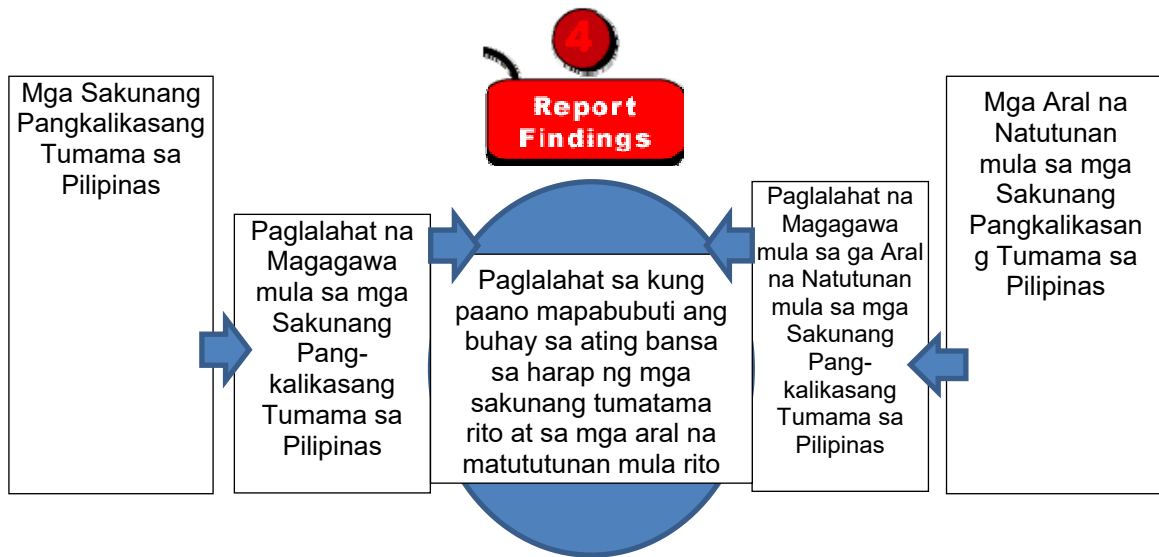 4
Report
Findings
Mga Sakunang
Pangkalikasang
Tumama sa
Pilipinas
Paglalahat na
Magagawa
mula sa mga
Sakunang
Pang-
kalikasang
Tumama sa
Pilipinas
Paglalahat sa kung
paano mapabubuti ang
buhay sa ating bansa
sa harap ng mga
sakunang tumatama
rito at sa mga aral na
matututunan mula rito
Paglalahat na
Magagawa
mula sa ga Aral
na Natutunan
mula sa mga
Sakunang
Pang-
kalikasang
Tumama sa
Pilipinas
Mga Aral na
Natutunan
mula sa mga
Sakunang
Pangkalikasan
g Tumama sa
Pilipinas